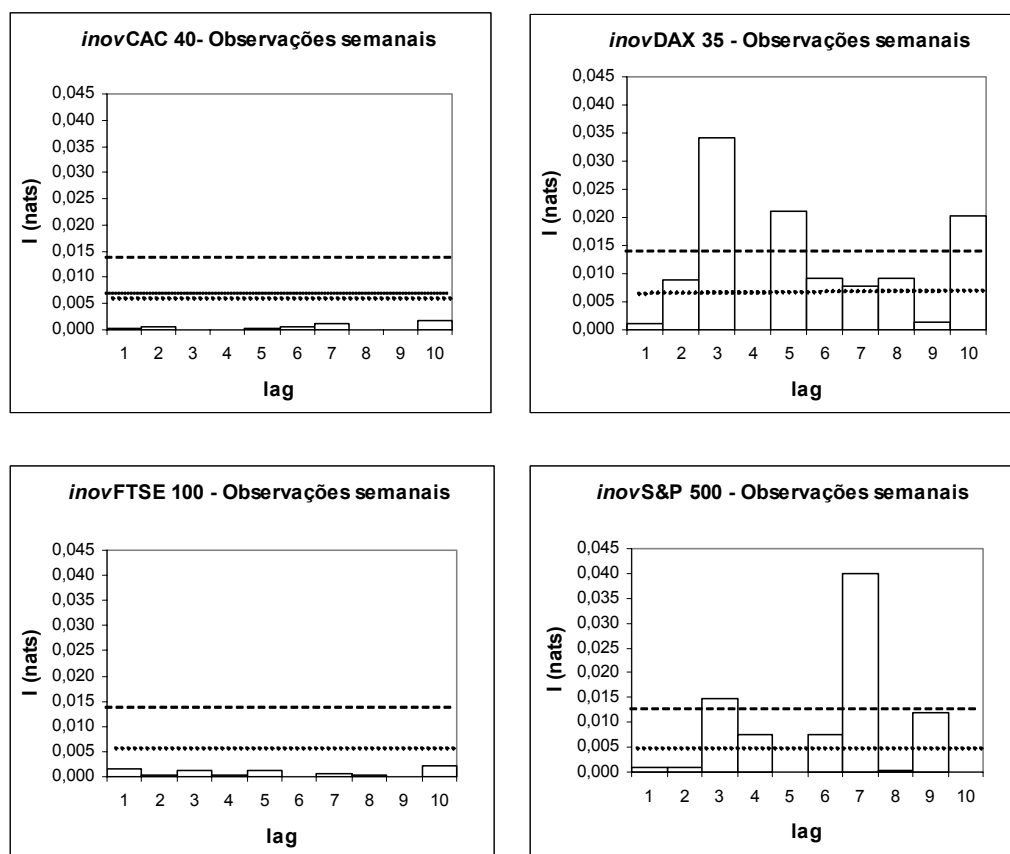 inovCAC 40- Observações semanais
I (nats)
0,045
0,040
0,035
0,030
0,025
0,020
0,015
0,010
0,005
0,000
1 2 3 4 5 6 7 8 9 10
lag
inovDAX 35 - Observações semanais
I (nats)
0,045
0,040
0,035
0,030
0,025
0,020
0,015
0,010
0,005
0,000
1 2 3 4 5 6 7 8 9 10
lag
inovFTSE 100 - Observações semanais
I (nats)
0,045
0,040
0,035
0,030
0,025
0,020
0,015
0,010
0,005
0,000
1 2 3 4 5 6 7 8 9 10
lag
inovS&P 500 - Observações semanais
I (nats)
0,045
0,040
0,035
0,030
0,025
0,020
0,015
0,010
0,005
0,000
1 2 3 4 5 6 7 8 9 10
lag